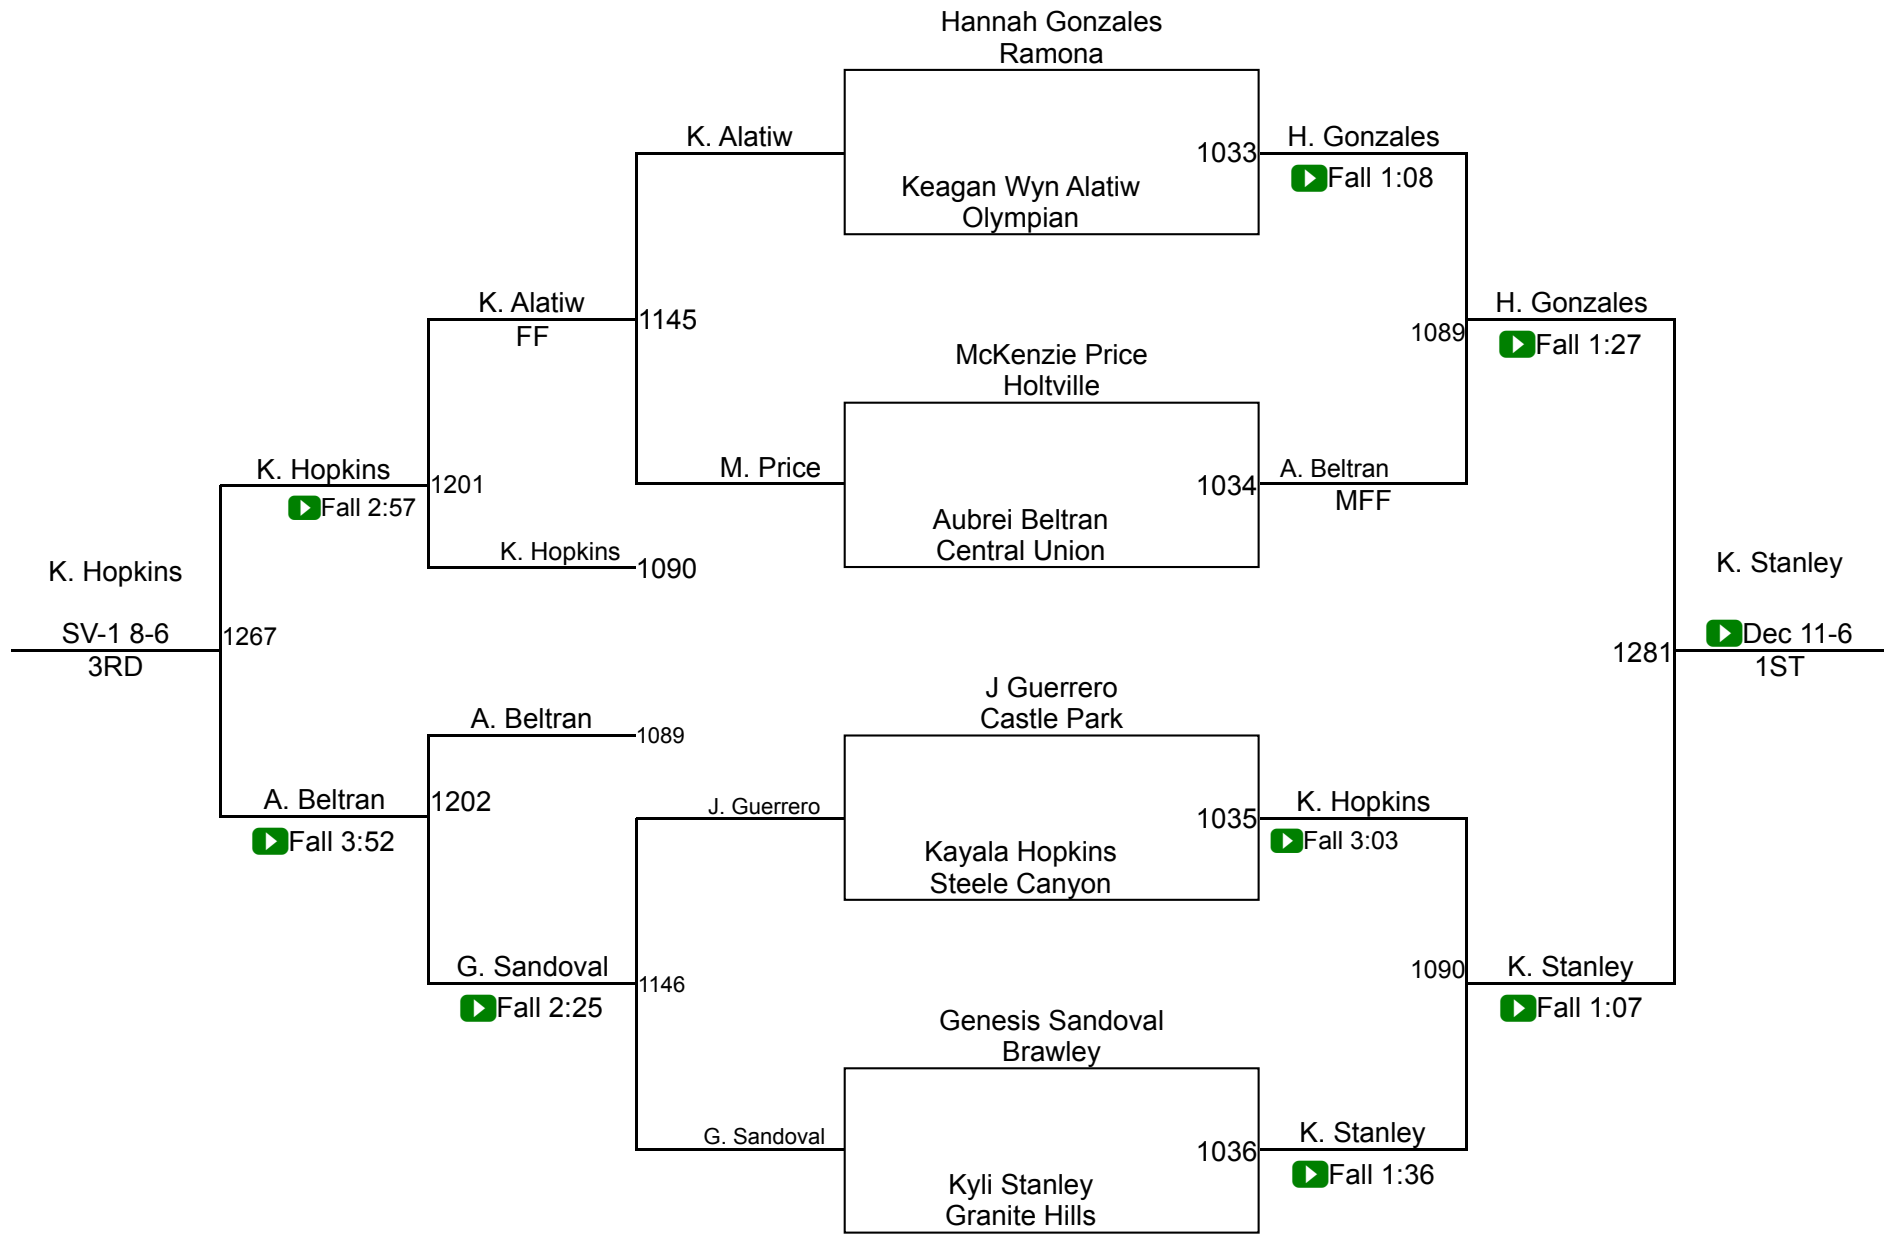 Hannah Gonzales
Ramona
K. Alatiw
1033
H. Gonzales
Fall 1:08
Keagan Wyn Alatiw
Olympian
K. Alatiw
FF
1145
H. Gonzales
1089
Fall 1:27
McKenzie Price
Holtville
K. Hopkins
Fall 2:57
1201
M. Price
1034
A. Beltran
MFF
Aubrei Beltran
Central Union
K. Hopkins
1090
K. Hopkins
SV-1 8-6
3RD
1267
K. Stanley
1281
Dec 11-6
1ST
J Guerrero
Castle Park
A. Beltran
1089
A. Beltran
Fall 3:52
1202
J. Guerrero
1035
K. Hopkins
Fall 3:03
Kayala Hopkins
Steele Canyon
G. Sandoval
Fall 2:25
1146
1090
K. Stanley
Fall 1:07
Genesis Sandoval
Brawley
G. Sandoval
1036
K. Stanley
Fall 1:36
Kyli Stanley
Granite Hills